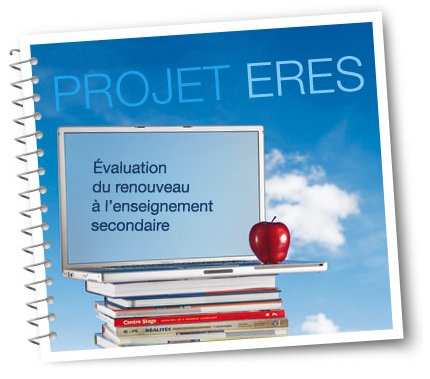 PROJET ERES
Évaluation
du renouveau
à l'enseignement
secondaire
Centre Stage
RÉALITÉS